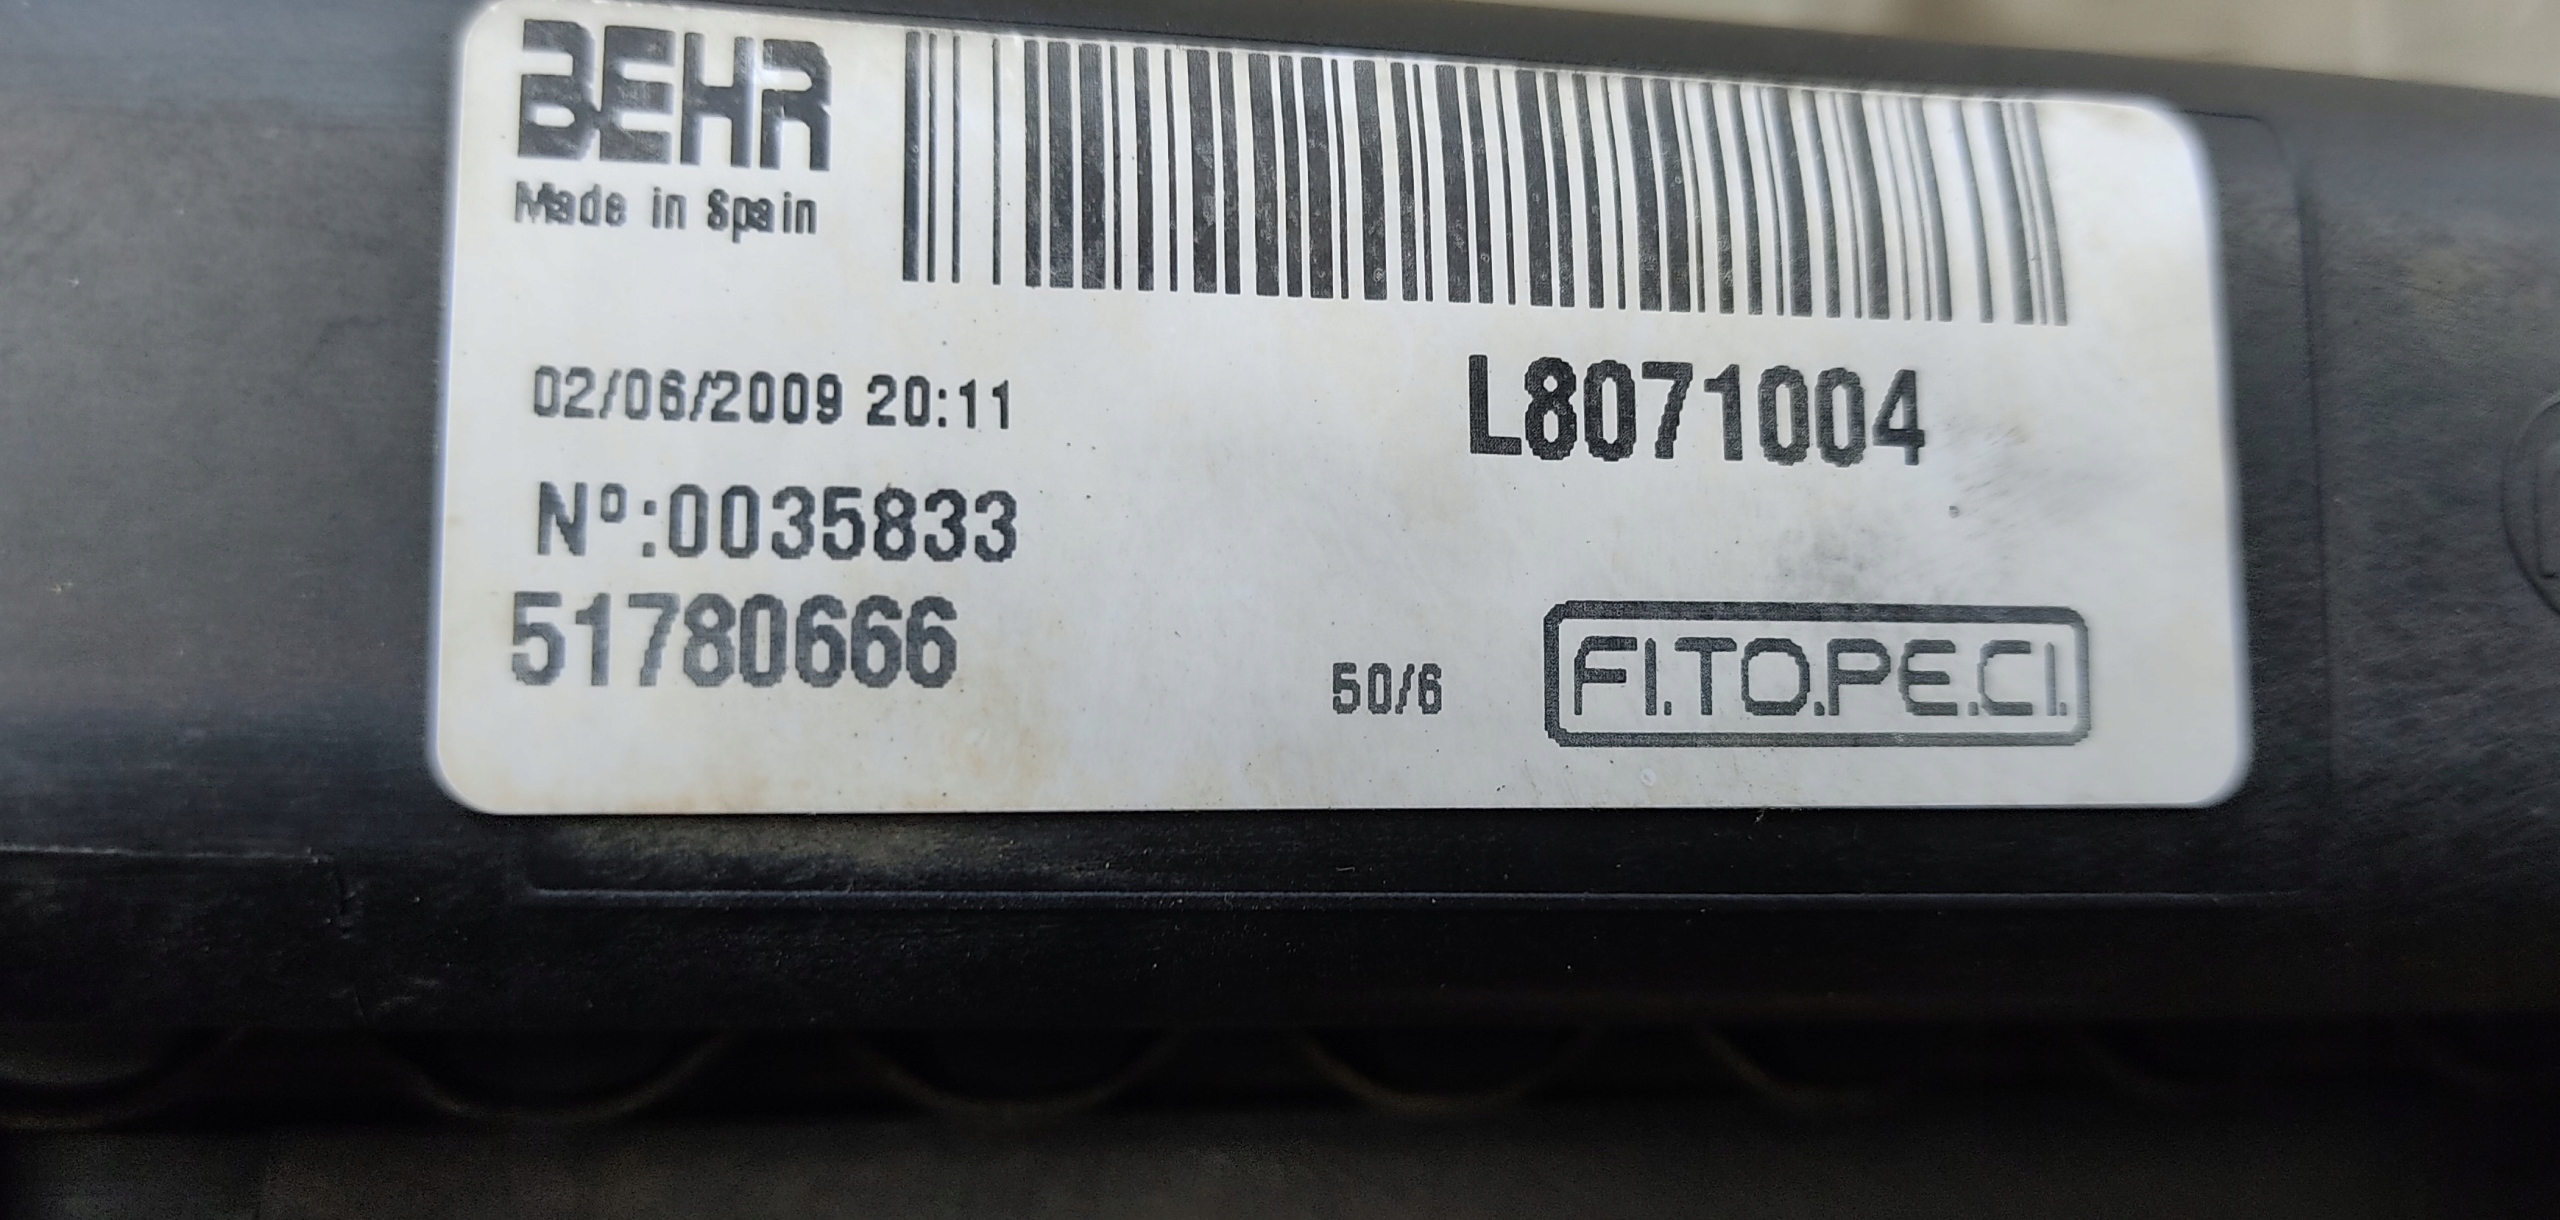 BEHR
Made in Spain
02/06/2009 20:11
L8071004
Nº:0035833
51780666
50/6
FI.TO.PE.CI.